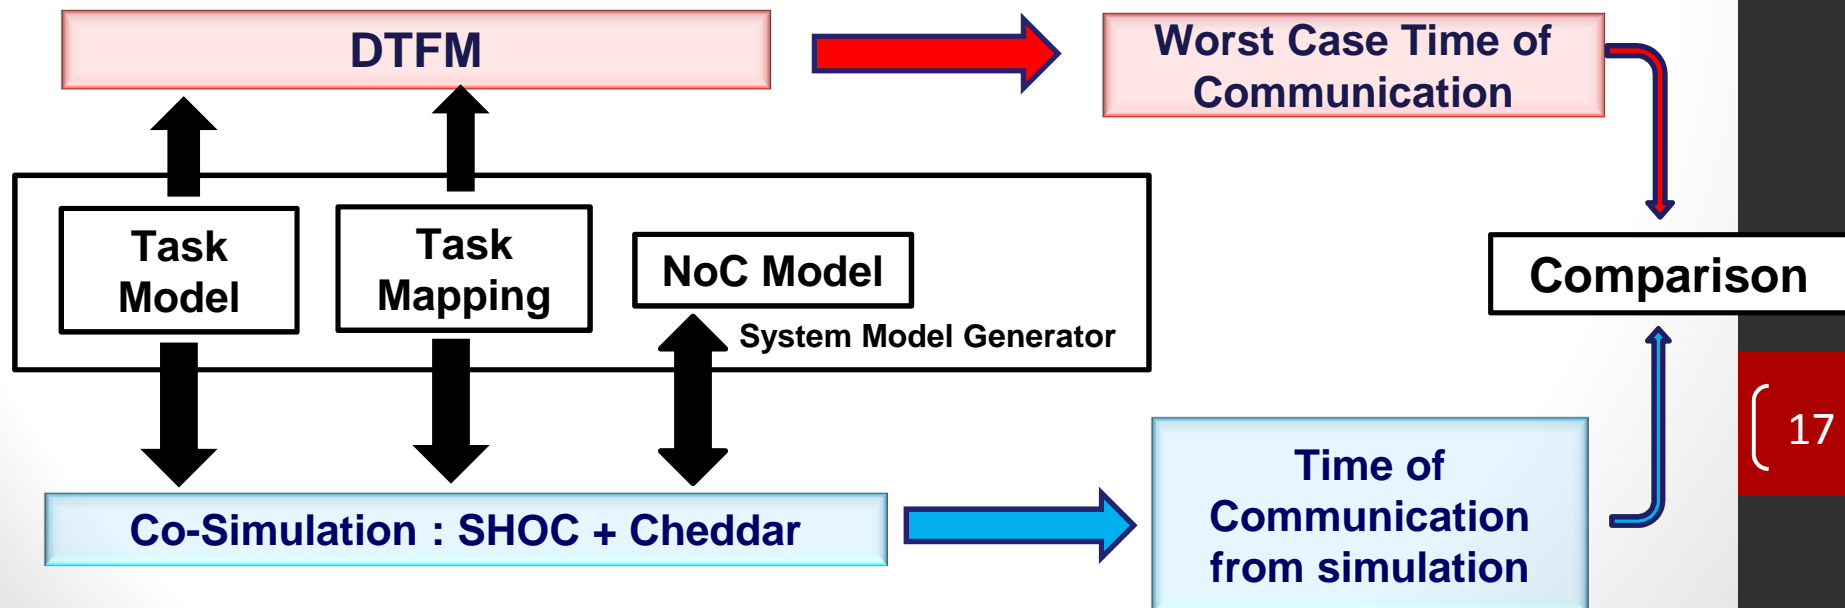 DTFM
Worst Case Time of
Communication
Task
Model
Task
Mapping
NoC Model
System Model Generator
Comparison
17
Co-Simulation : SHOC + Cheddar
Time of
Communication
from simulation